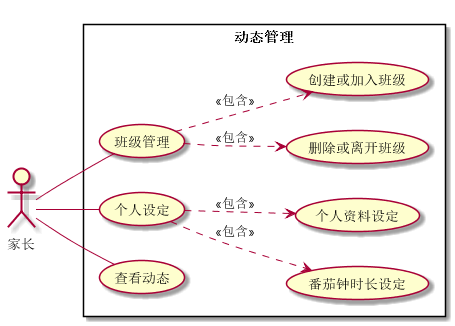 动态管理
创建或加入班级
《包含》
班级管理
《包含》
删除或离开班级
个人设定
《包含》
个人资料设定
《包含》
家长
查看动态
番茄钟时长设定